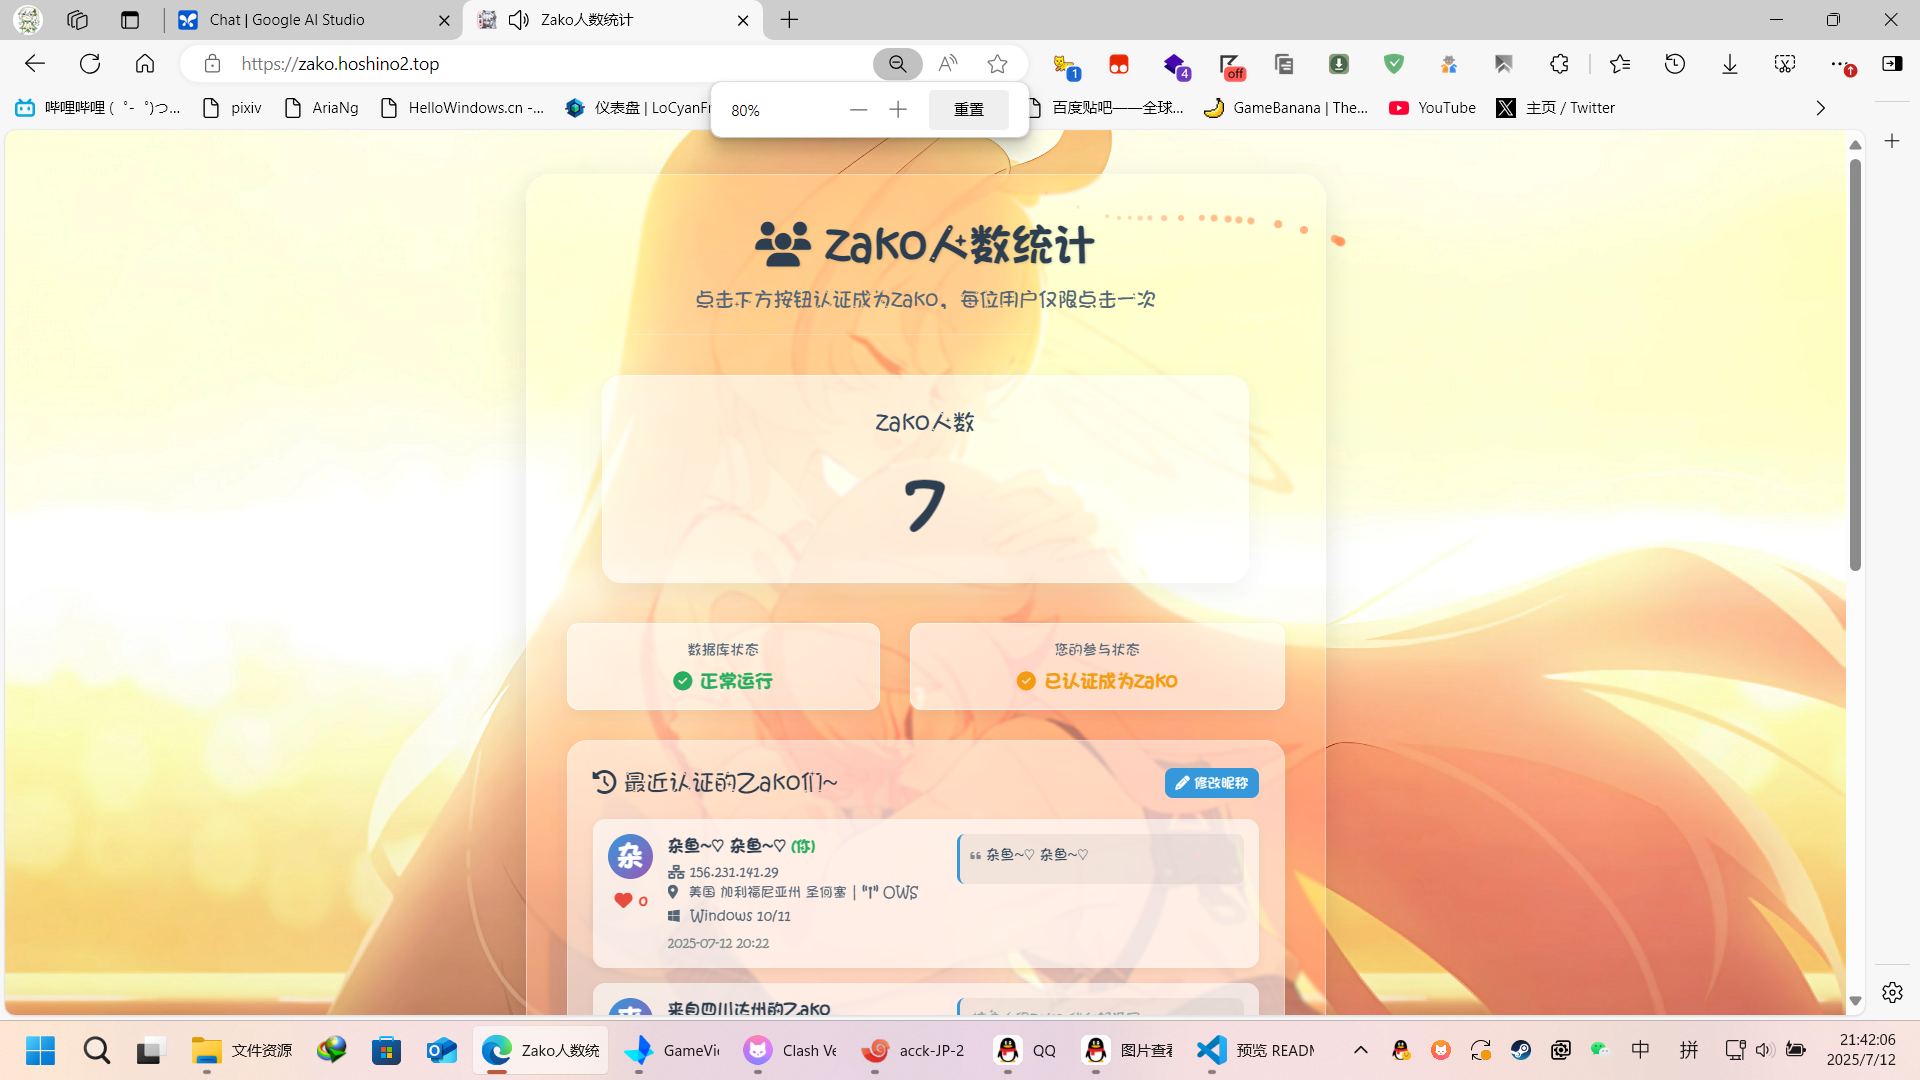 Chat | Google AI Studio
Zako人数统计
https://zako.hoshino2.top
1
4
off
哔哩哔哩 (゜-゜)つ...
pixiv
AriaNg
HelloWindows.cn -...
仪表盘 | LoCyanFr
百度贴吧——全球...
GameBanana | The...
YouTube
主页 / Twitter
80%
重置
Zako人数统计
点击下方按钮认证成为Zako，每位用户仅限点击一次
Zako人数
7
数据库状态
正常运行
您的参与状态
已认证成为Zako
最近认证的Zako们~
修改昵称
杂
杂鱼~♡ 杂鱼~♡ (你)
156.231.141.29
美国 加利福尼亚州 圣何塞 | "|" OWS
Windows 10/11
2025-07-12 20:22
0
杂鱼~♡ 杂鱼~♡
来自四川达州的Zako
文件资源
Zako人数统
GameVie
Clash Ve
acck-JP-2
QQ
图片查看
预览 READM
中
拼
21:42:06
2025/7/12